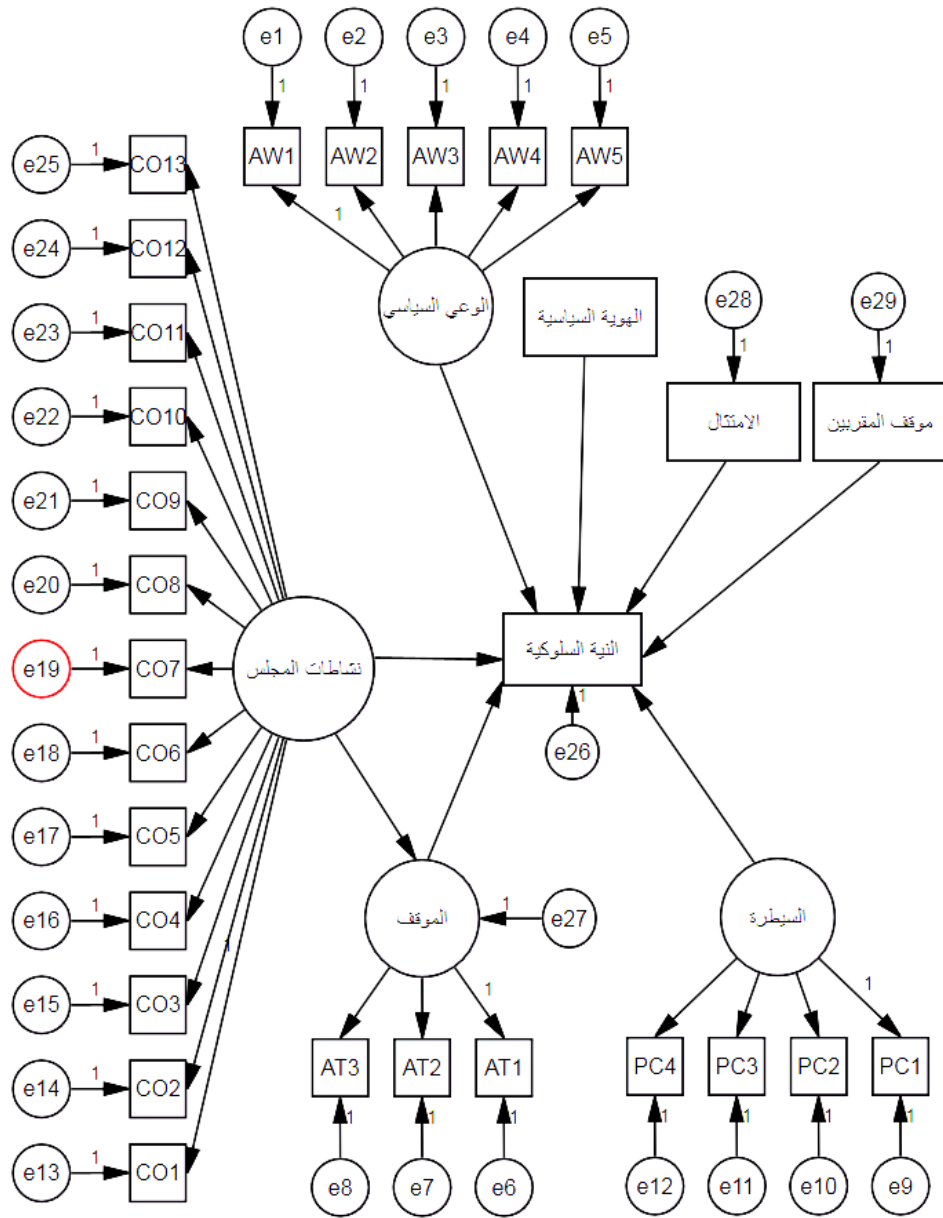 e1 e2 e3 e4 e5
1 1 1 1 1
AW1 AW2 AW3 AW4 AW5
1
الوعي السياسي
الهوية السياسية
e28 e29
1 1
الامتثال
موقف المقربين
e25 1 CO13
e24 1 CO12
e23 1 CO11
e22 1 CO10
e21 1 CO9
e20 1 CO8
e19 1 CO7
e18 1 CO6
e17 1 CO5
e16 1 CO4
e15 1 CO3
e14 1 CO2
e13 1 CO1
1
نشاطات المجلس
النية السلوكية
1
e26
الموقف
1 e27
السيطرة
1
AT3 AT2 AT1
1 1 1
e8 e7 e6
1
PC4 PC3 PC2 PC1
1 1 1 1
e12 e11 e10 e9